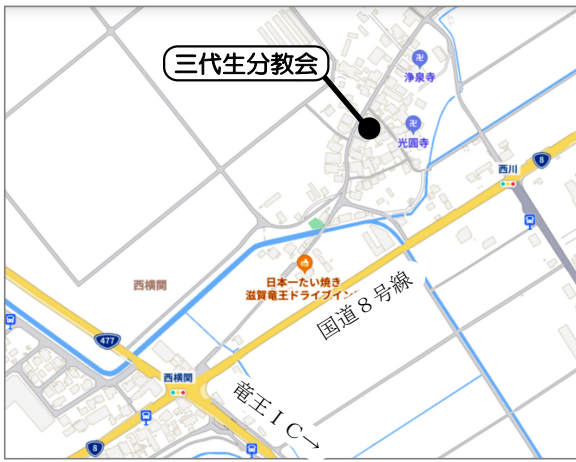 三代生分教会
浄泉寺
光圓寺
8
西川
日本一たい焼き
滋賀竜王ドライブイン
西横関
国道８号線
477
西横関
竜王ＩＣ→
8